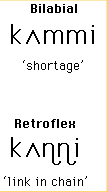 Bilabial
kʌmmi
‘shortage’
Retroflex
kʌɳɳi
‘link in chain’